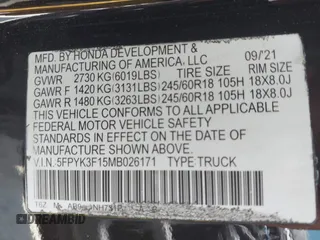 MFD. BY HONDA DEVELOPMENT &
MANUFACTURING OF AMERICA, LLC 09/21
GVWR 2730 KG(6019LBS) TIRE SIZE RIM SIZE
GAWR F 1420 KG(3131LBS)245/60R18 105H 18X8.0J
GAWR R 1480 KG(3263LBS)245/60R18 105H 18X8.0J
THIS VEHICLE CONFORMS TO ALL APPLICABLE
FEDERAL MOTOR VEHICLE SAFETY
STANDARDS IN EFFECT ON THE DATE OF
MANUFACTURE SHOWN ABOVE.
V.I.N. 5FPYK3F15MB026171 TYPE TRUCK
AUTOBIDMASTER